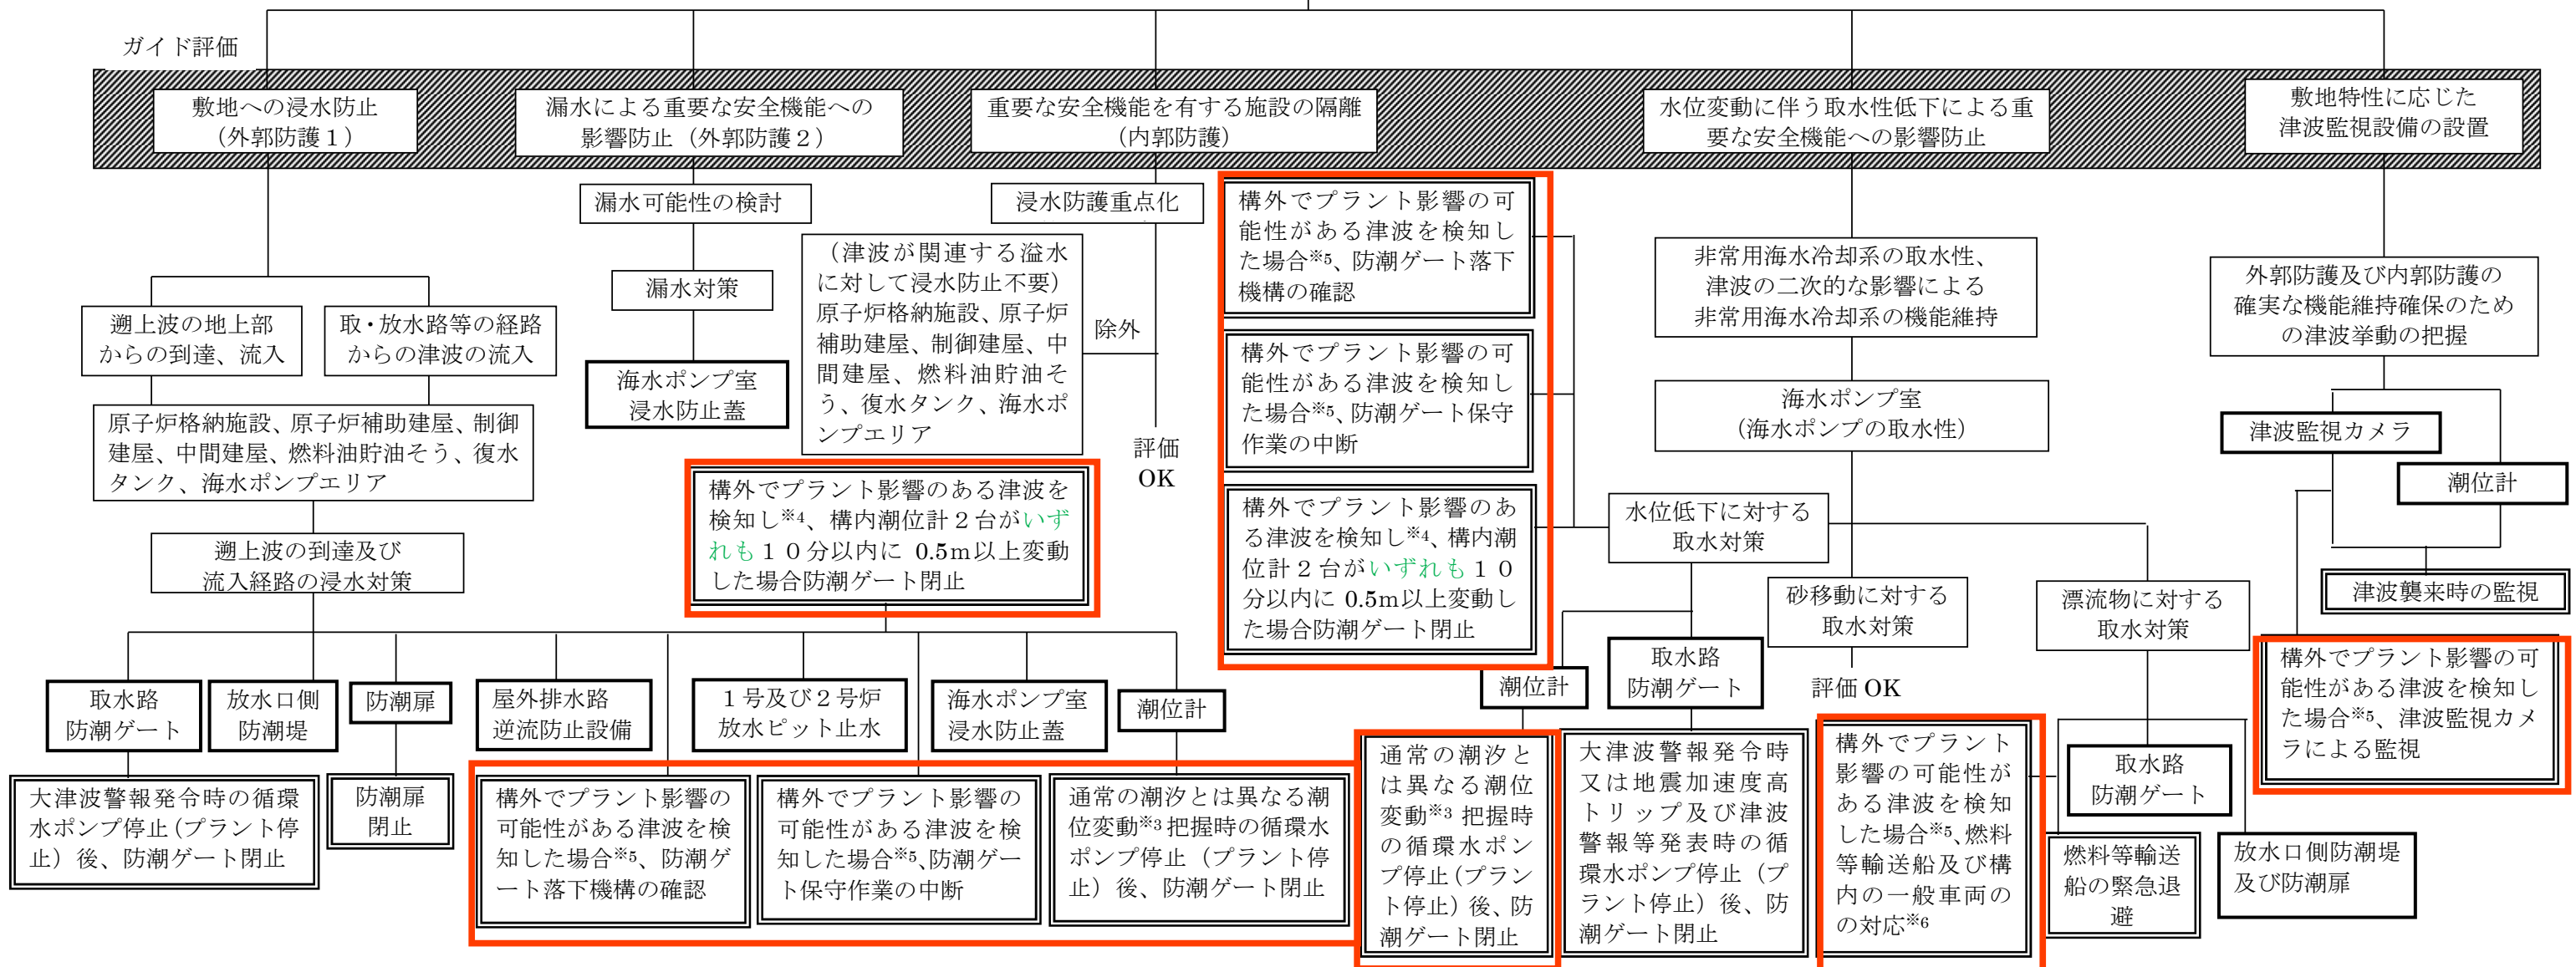 ガイド評価
敷地への浸水防止
（外郭防護１）
漏水による重要な安全機能への
影響防止（外郭防護２）
重要な安全機能を有する施設の隔離
（内郭防護）
水位変動に伴う取水性低下による重
要な安全機能への影響防止
敷地特性に応じた
津波監視設備の設置
遡上波の地上部
からの到達、流入
取・放水路等の経路
からの津波の流入
原子炉格納施設、原子炉補助建屋、制御
建屋、中間建屋、燃料油貯油そう、復水
タンク、海水ポンプエリア
遡上波の到達及び
流入経路の浸水対策
漏水可能性の検討
漏水対策
海水ポンプ室
浸水防止蓋
浸水防護重点化
（津波が関連する溢水
に対して浸水防止不要）
原子炉格納施設、原子炉
補助建屋、制御建屋、中
間建屋、燃料油貯油そ
う、復水タンク、海水ポ
ンプエリア
除外
評価
OK
構外でプラント影響のある津波を
検知し※4、構内潮位計２台がいず
れも１０分以内に 0.5m以上変動
した場合防潮ゲート閉止
構外でプラント影響の可
能性がある津波を検知し
た場合※5、防潮ゲート落下
機構の確認
構外でプラント影響の可
能性がある津波を検知し
た場合※5、防潮ゲート保守
作業の中断
構外でプラント影響のあ
る津波を検知し※4、構内潮
位計２台がいずれも１０
分以内に 0.5m以上変動し
た場合防潮ゲート閉止
非常用海水冷却系の取水性、
津波の二次的な影響による
非常用海水冷却系の機能維持
海水ポンプ室
（海水ポンプの取水性）
水位低下に対する
取水対策
砂移動に対する
取水対策
漂流物に対する
取水対策
外郭防護及び内郭防護の
確実な機能維持確保のため
の津波挙動の把握
津波監視カメラ
潮位計
津波襲来時の監視
構外でプラント影響の可
能性がある津波を検知し
た場合※5、津波監視カメ
ラによる監視
取水路
防潮ゲート
放水口側
防潮堤
防潮扉
屋外排水路
逆流防止設備
１号及び２号炉
放水ピット止水
海水ポンプ室
浸水防止蓋
潮位計
潮位計
取水路
防潮ゲート
評価 OK
大津波警報発令時の循環
水ポンプ停止（プラント停
止）後、防潮ゲート閉止
防潮扉
閉止
構外でプラント影響の
可能性がある津波を検
知した場合※5、防潮ゲ
ート落下機構の確認
構外でプラント影響の
可能性がある津波を検
知した場合※5、防潮ゲー
ト保守作業の中断
通常の潮汐とは異なる潮
位変動※3 把握時の循環水
ポンプ停止（プラント停
止）後、防潮ゲート閉止
通常の潮汐と
は異なる潮位
変動※3 把握時
の循環水ポン
プ停止（プラン
ト停止）後、防
潮ゲート閉止
大津波警報発令時
又は地震加速度高
トリップ及び津波
警報等発表時の循
環水ポンプ停止（プ
ラント停止）後、防
潮ゲート閉止
構外でプラント
影響の可能性が
ある津波を検知
した場合※5、燃料
等輸送船及び構
内の一般車両の
の対応※6
取水路
防潮ゲート
燃料等輸送
船の緊急退
避
放水口側防潮堤
及び防潮扉